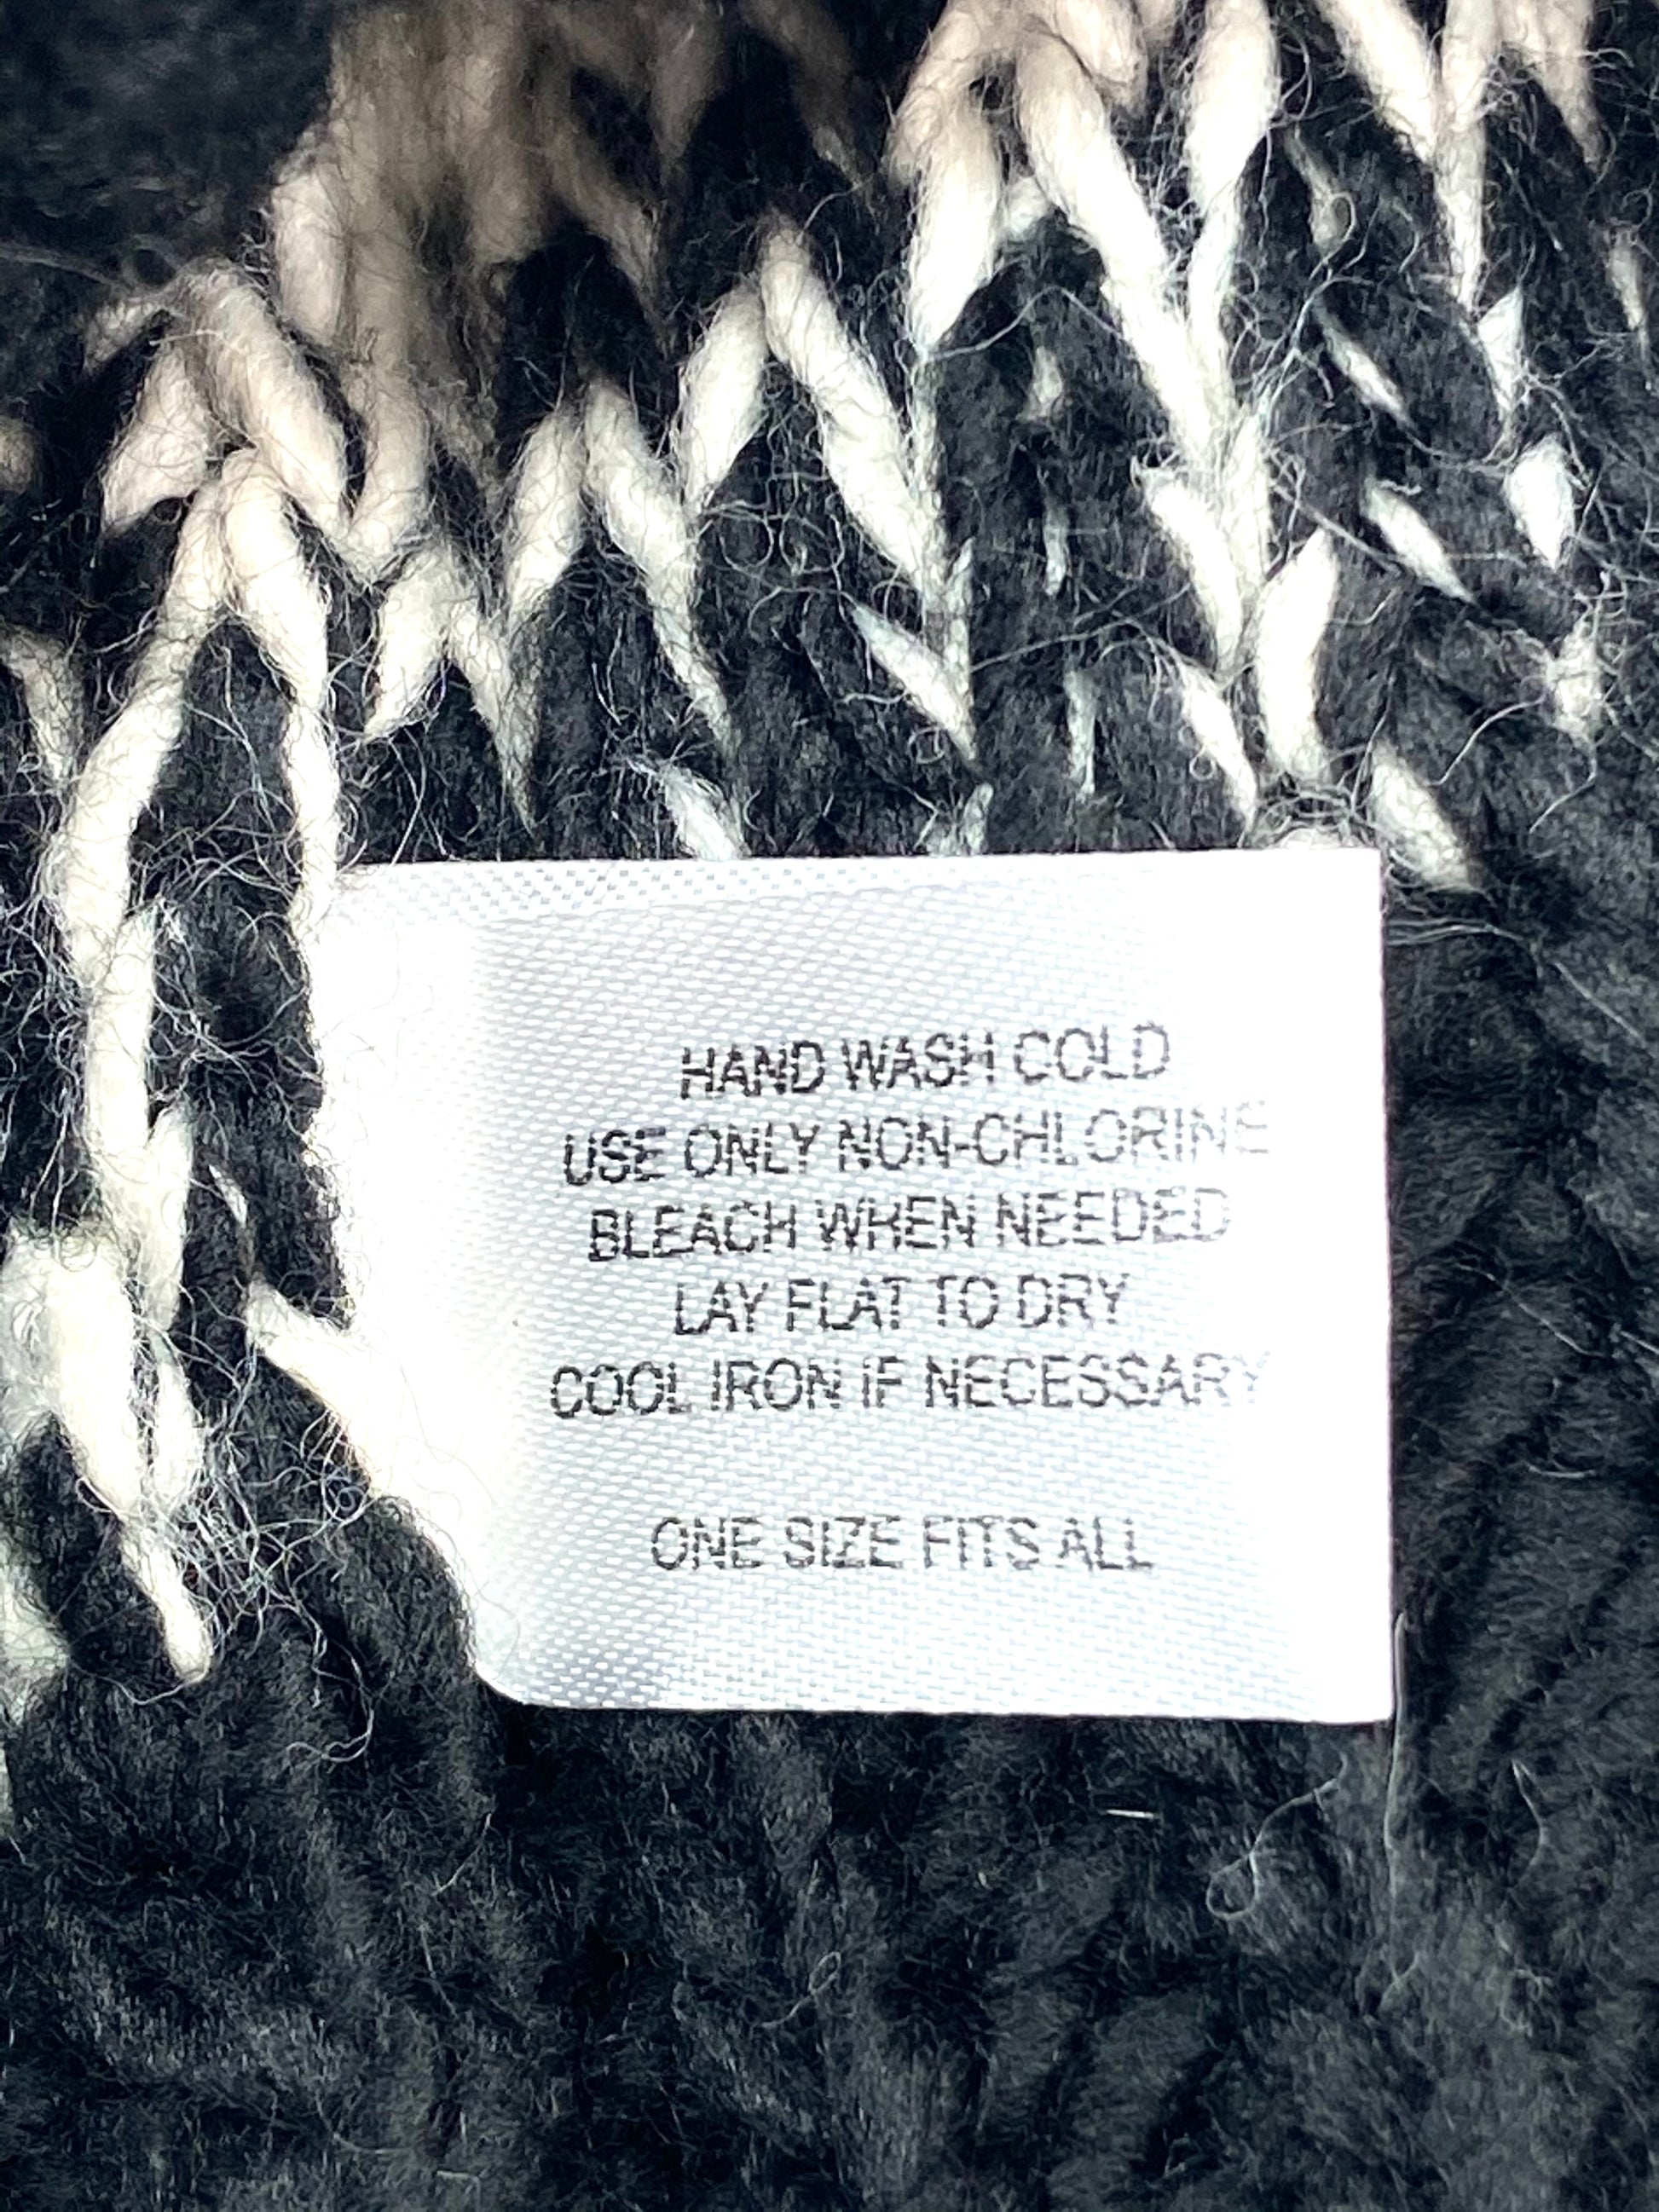 HAND WASH COLD
USE ONLY NON-CHLORINE
BLEACH WHEN NEEDED
LAY FLAT TO DRY
COOL IRON IF NECESSARY
ONE SIZE FITS ALL